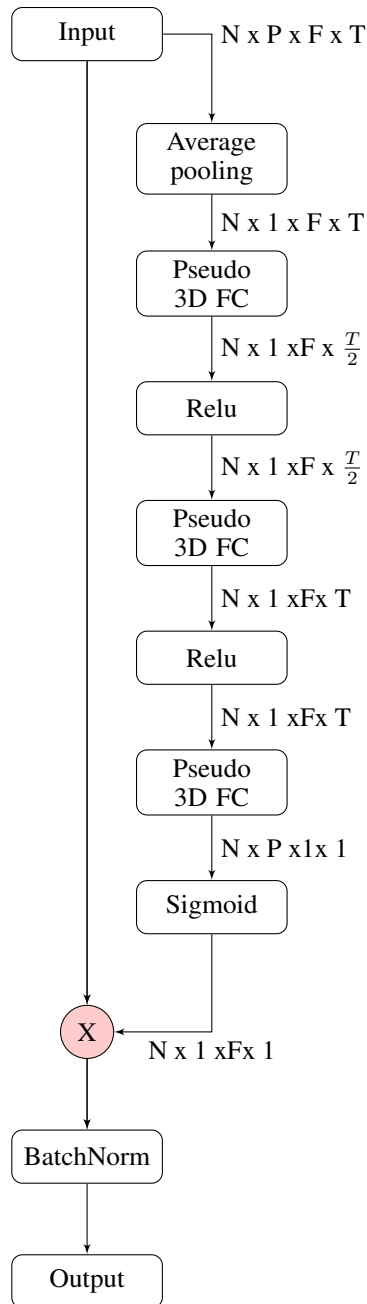 Input
N x P x F x T
Average
pooling
N x 1 x F x T
Pseudo
3D FC
N x 1 xF x T/2
Relu
N x 1 xF x T/2
Pseudo
3D FC
N x 1 xFx T
Relu
N x 1 xFx T
Pseudo
3D FC
N x P x1x 1
Sigmoid
X
N x 1 xFx 1
BatchNorm
Output